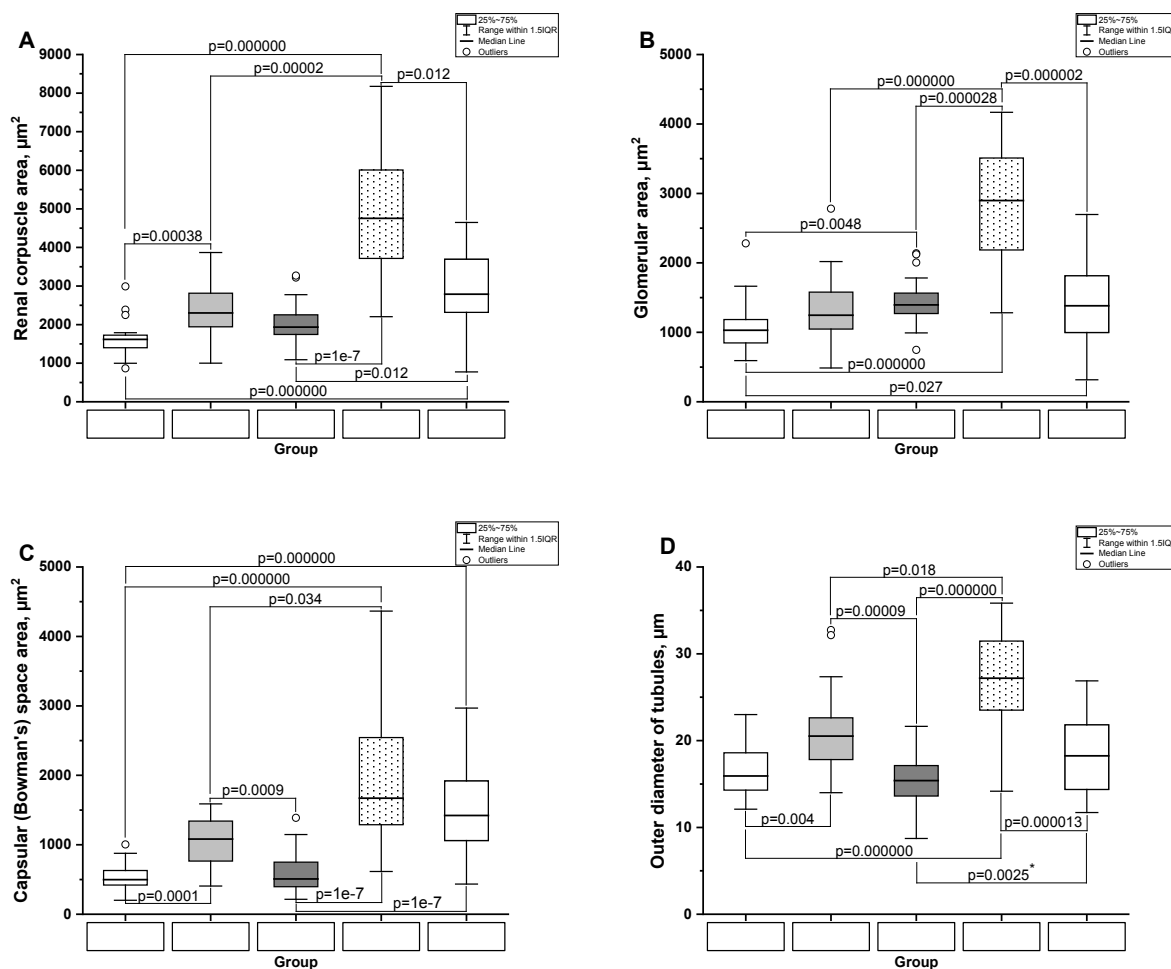 A
25%~75%
Range within 1.5IQR
Median Line
Outliers
p=0.000000
p=0.00002
p=0.012
p=0.00038
p=1e-7
p=0.012
p=0.000000
Renal corpuscle area, µm²
9000
8000
7000
6000
5000
4000
3000
2000
1000
0
Group
B
25%~75%
Range within 1.5IQR
Median Line
Outliers
p=0.000002
p=0.000000
p=0.000028
p=0.0048
p=0.000000
p=0.027
Glomerular area, µm²
5000
4000
3000
2000
1000
0
Group
C
25%~75%
Range within 1.5IQR
Median Line
Outliers
p=0.000000
p=0.000000
p=0.034
p=0.0009
p=0.0001
p=1e-7
p=1e-7
Capsular (Bowman's) space area, µm²
5000
4000
3000
2000
1000
0
Group
D
25%~75%
Range within 1.5IQR
Median Line
Outliers
p=0.018
p=0.000000
p=0.00009
p=0.004
p=0.000013
p=0.000000
p=0.0025*
Outer diameter of tubules, µm
40
30
20
10
0
Group